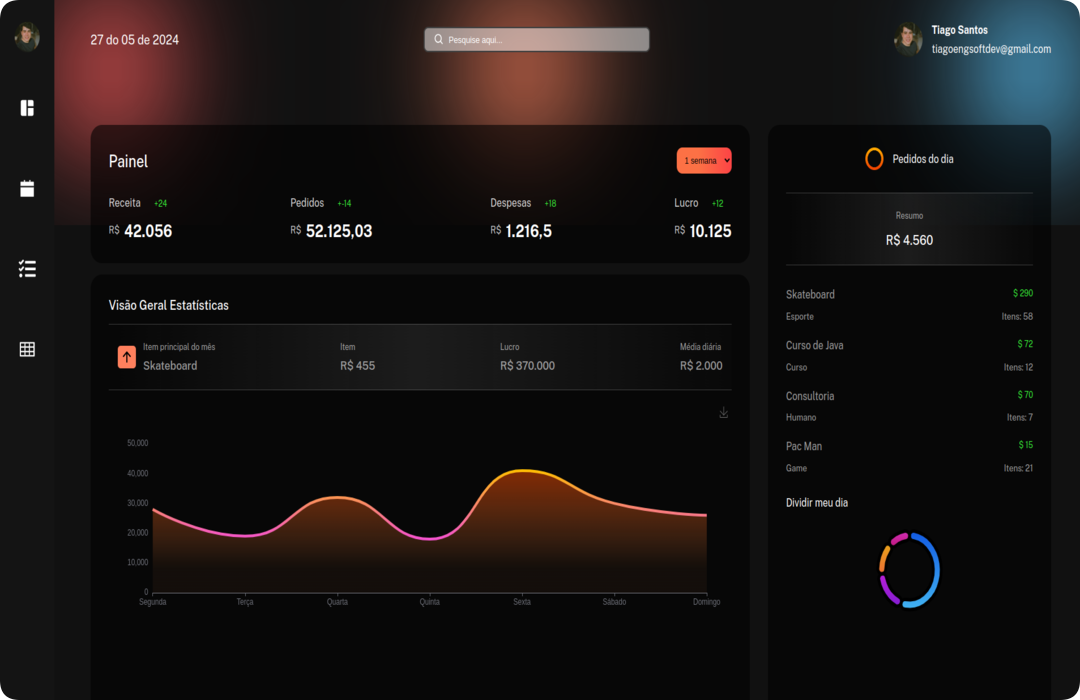 27 do 05 de 2024
Pesquise aqui...
Tiago Santos
tiagoengsoftdev@gmail.com
Painel
1 semana
Receita +24
R$ 42.056
Pedidos +-14
R$ 52.125,03
Despesas +18
R$ 1.216,5
Lucro +12
R$ 10.125
Visão Geral Estatísticas
Item principal do mês
Skateboard
Item
R$ 455
Lucro
R$ 370.000
Média diária
R$ 2.000
50,000
40,000
30,000
20,000
10,000
0
Segunda Terça Quarta Quinta Sexta Sábado Domingo
Pedidos do dia
Resumo
R$ 4.560
Skateboard $ 290
Esporte Itens: 58
Curso de Java $ 72
Curso Itens: 12
Consultoria $ 70
Humano Itens: 7
Pac Man $ 15
Game Itens: 21
Dividir meu dia